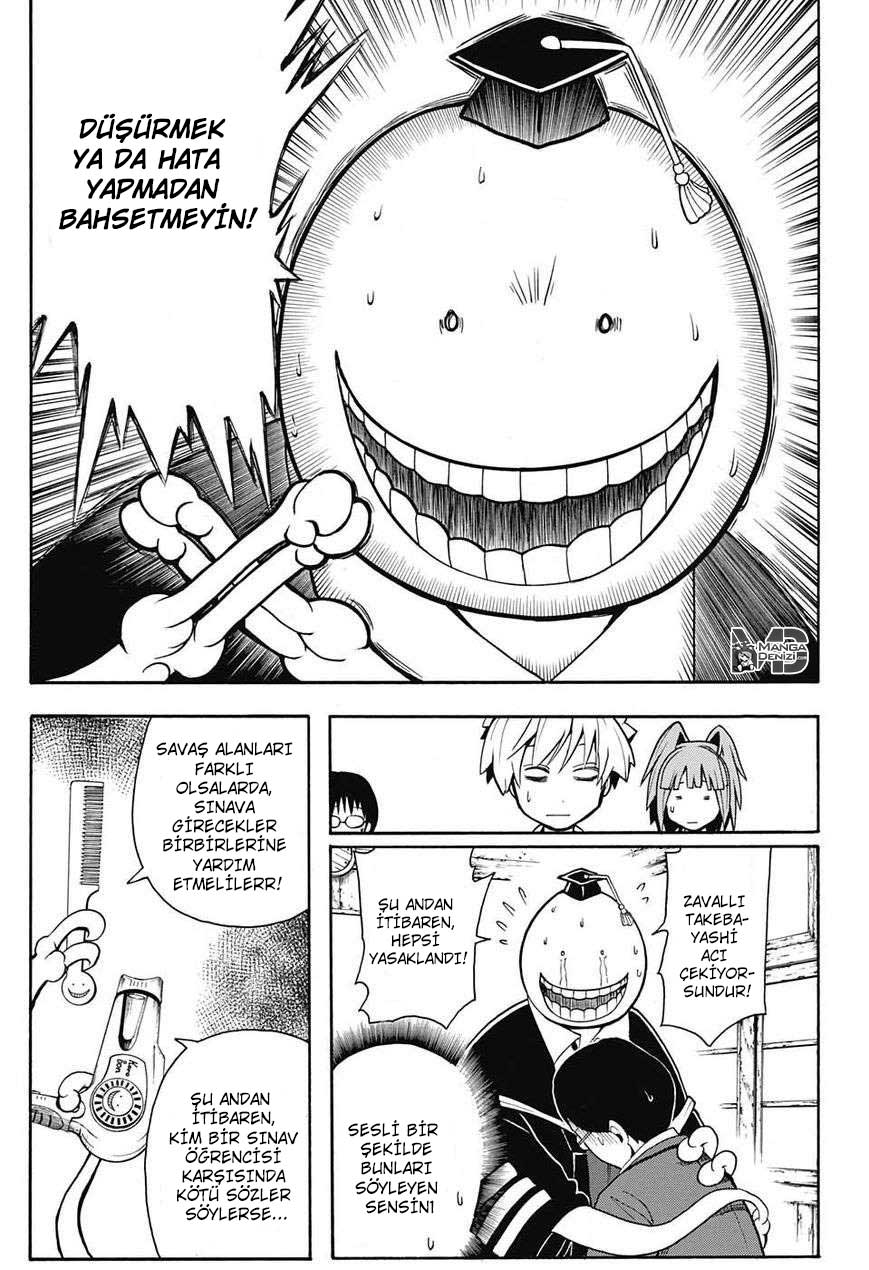 DÜŞÜRMEK
YA DA HATA
YAPMADAN
BAHSETMEYİN!
MANGA
DENİZİ
ZAVALLI
TAKEBA-
YASHİ
ACI
ÇEKİYOR-
SUNDUR!
ŞU ANDAN
İTİBAREN,
HEPSİ
YASAKLANDI!
SESLİ BİR
ŞEKİLDE
BUNLARI
SÖYLEYEN
SENSİN1
SAVAŞ ALANLARI
FARKLI
OLSALARDA,
SINAVA
GİRECEKLER
BİRBİRLERİNE
YARDIM
ETMELİLERR!
ŞU ANDAN
İTİBAREN,
KİM BİR SINAV
ÖĞRENCİSİ
KARŞISINDA
KÖTÜ SÖZLER
SÖYLERSE...